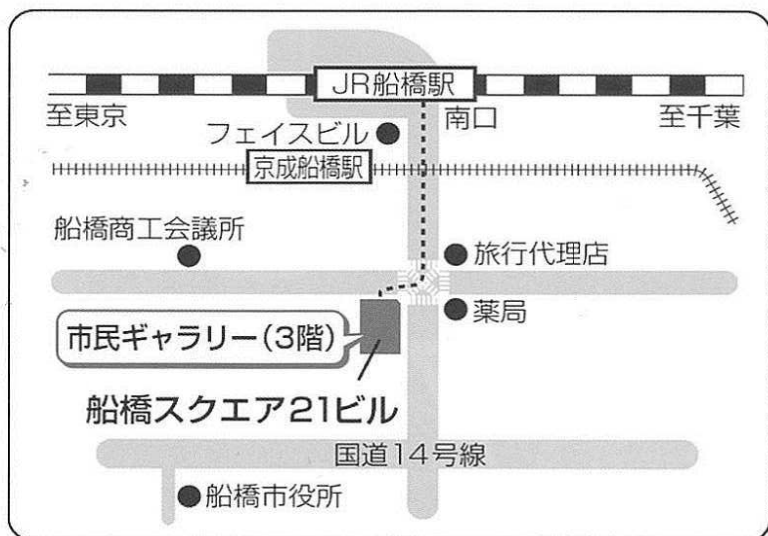 JR船橋駅
至東京
南口
至千葉
フェイスビル
京成船橋駅
船橋商工会議所
旅行代理店
薬局
市民ギャラリー(3階)
船橋スクエア21ビル
国道14号線
船橋市役所